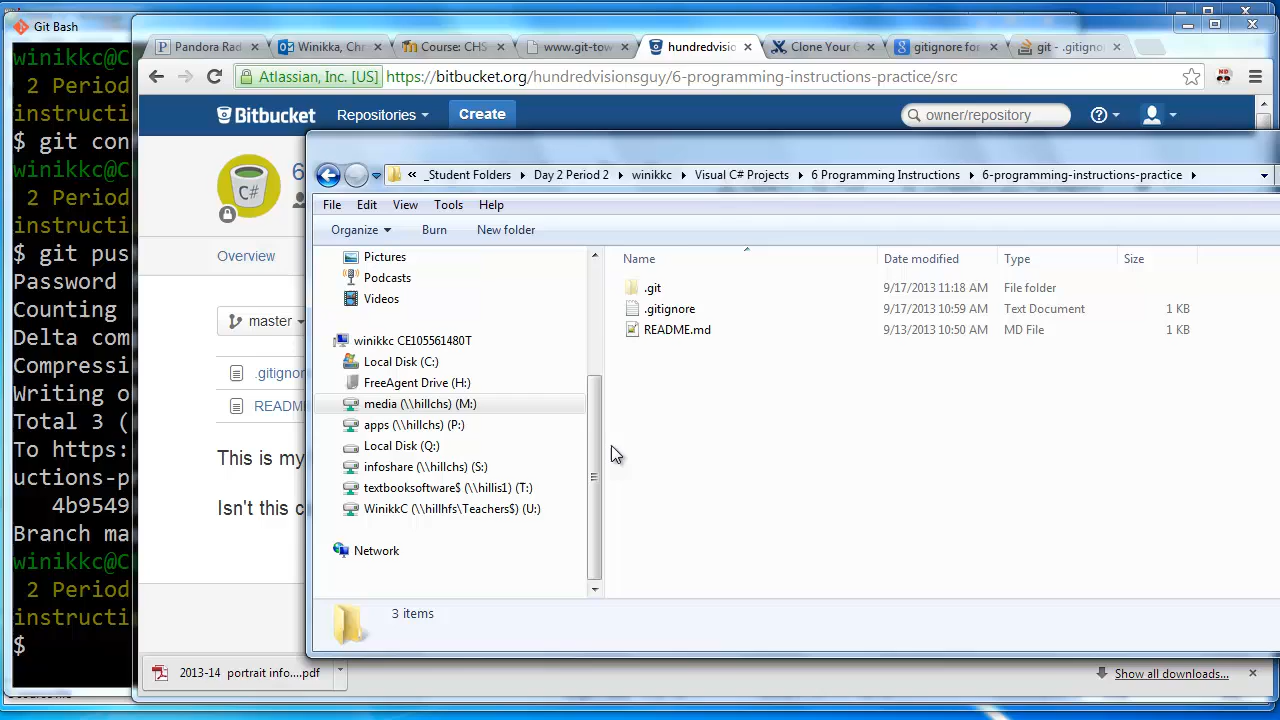 Git Bash
Pandora Rad
Winikka, Chr
Course: CHS
www.git-tow
hundredvisi
Cite Your
gitignore fo
git - .gitign
Atlassian, Inc. [US]
https://bitbucket.org/hundredvisionsguy/6-programming-instructions-practice/src
Bitbucket
Repositories
Create
owner/repository
winikkc@C
2 Period
instructi
$ git con
winikkc@C
2 Period
instructi
$ git pus
Password
Counting
Delta com
Compressi
Writing o
Total 3 (
To https:
uctions-p
4b9549
Branch ma
winikkc@C
2 Period
instructi
$
C#
6
Overview
master
.gitignor
README
This is my
Isn't this c
« _Student Folders
Day 2 Period 2
winikkc
Visual C# Projects
6 Programming Instructions
6-programming-instructions-practice
File
Edit
View
Tools
Help
Organize
Burn
New folder
Pictures
Podcasts
Videos
winikkc CE105561480T
Local Disk (C:)
FreeAgent Drive (H:)
media (\\hillchs) (M:)
apps (\\hillchs) (P:)
Local Disk (Q:)
infoshare (\\hillchs) (S:)
textbooksoftware$ (\\hillis1) (T:)
WinikkC (\\hillhfs\Teachers$) (U:)
Network
Name
Date modified
Type
Size
.git
9/17/2013 11:18 AM
File folder
.gitignore
9/17/2013 10:59 AM
Text Document
1 KB
README.md
9/13/2013 10:50 AM
MD File
1 KB
3 items
2013-14 portrait info....pdf
Show all downloads...